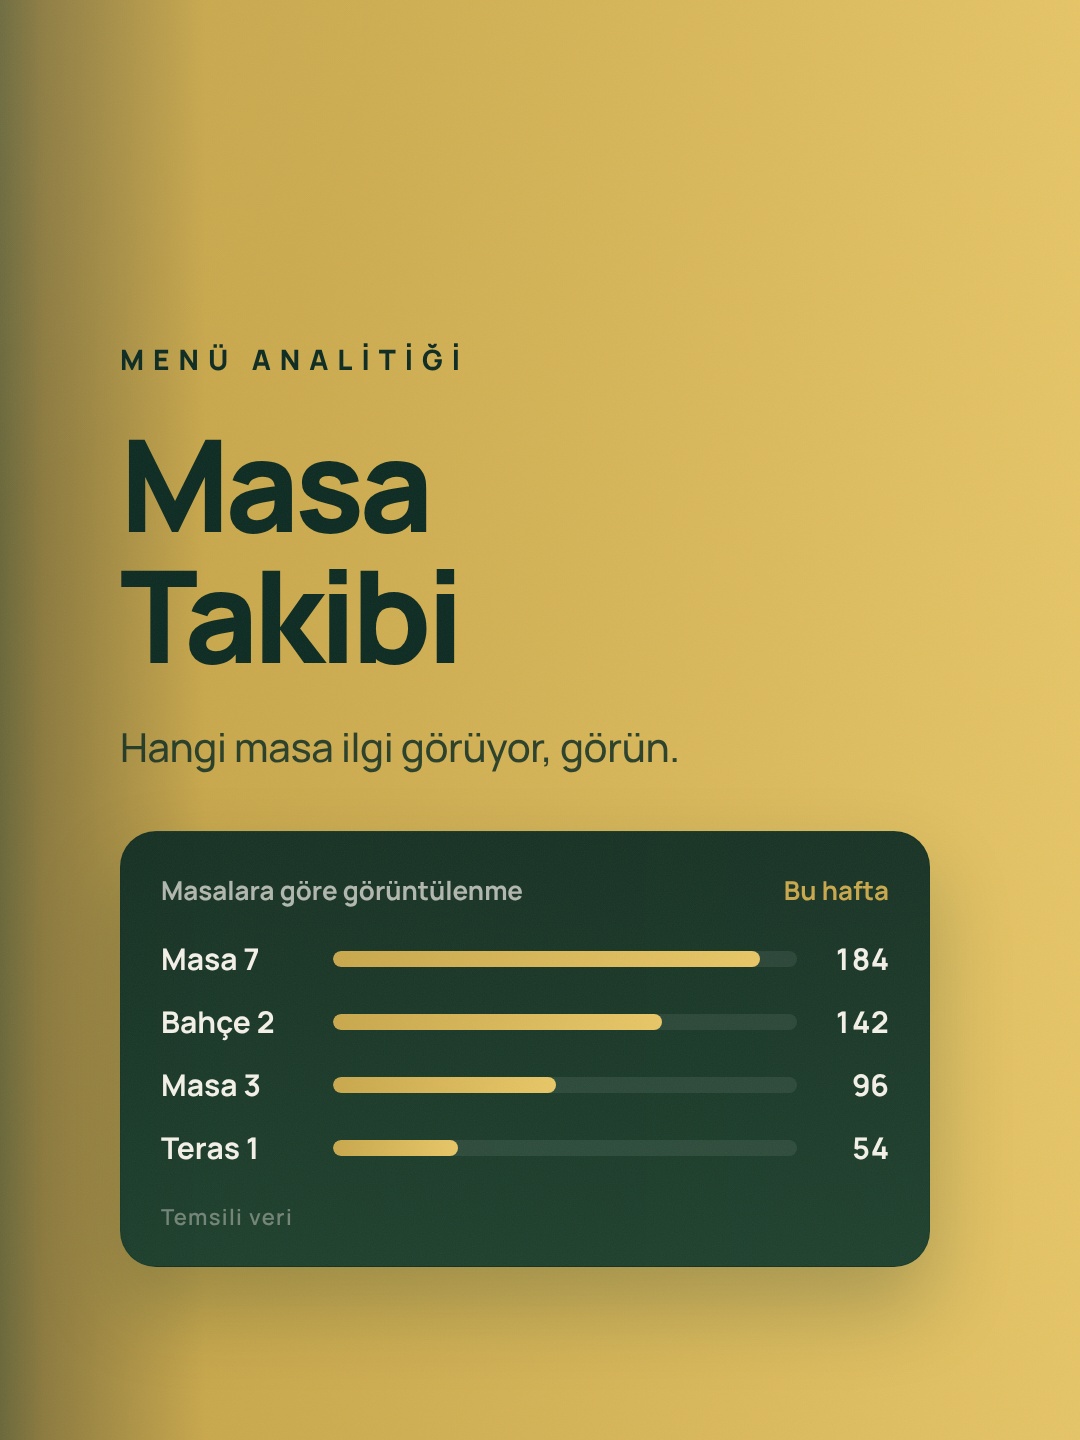 MENÜ ANALİTİĞİ
Masa
Takibi
Hangi masa ilgi görüyor, görün.
Masalara göre görüntülenme Bu hafta
Masa 7 184
Bahçe 2 142
Masa 3 96
Teras 1 54
Temsili veri